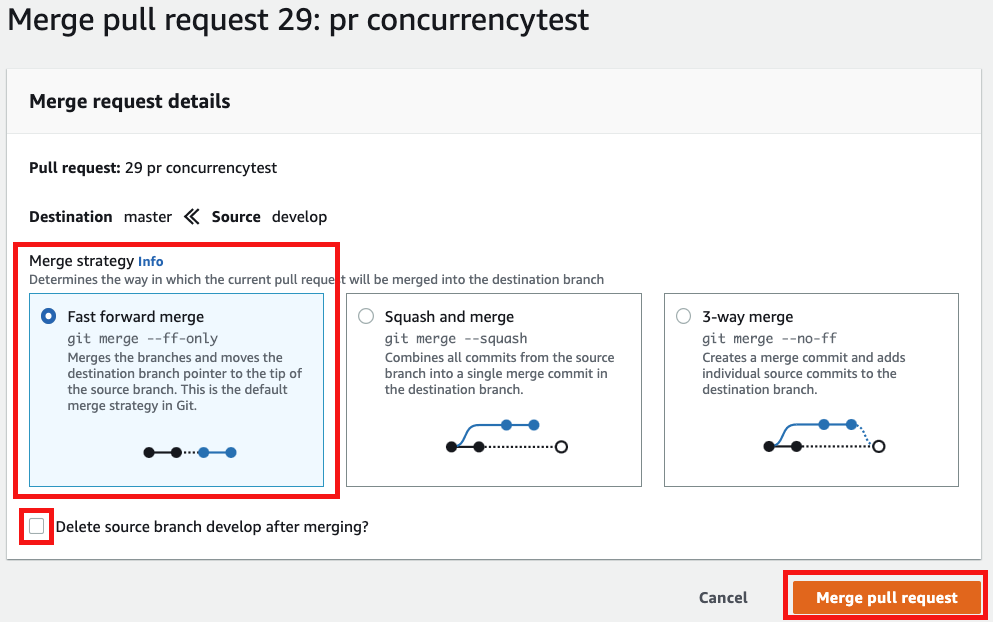 Merge pull request 29: pr concurrencytest
Merge request details
Pull request: 29 pr concurrencytest
Destination master Source develop
Merge strategy Info
Determines the way in which the current pull request will be merged into the destination branch
Fast forward merge
git merge --ff-only
Merges the branches and moves the
destination branch pointer to the tip of
the source branch. This is the default
merge strategy in Git.
Squash and merge
git merge --squash
Combines all commits from the source
branch into a single merge commit in
the destination branch.
3-way merge
git merge --no-ff
Creates a merge commit and adds
individual source commits to the
destination branch.
Delete source branch develop after merging?
Cancel
Merge pull request